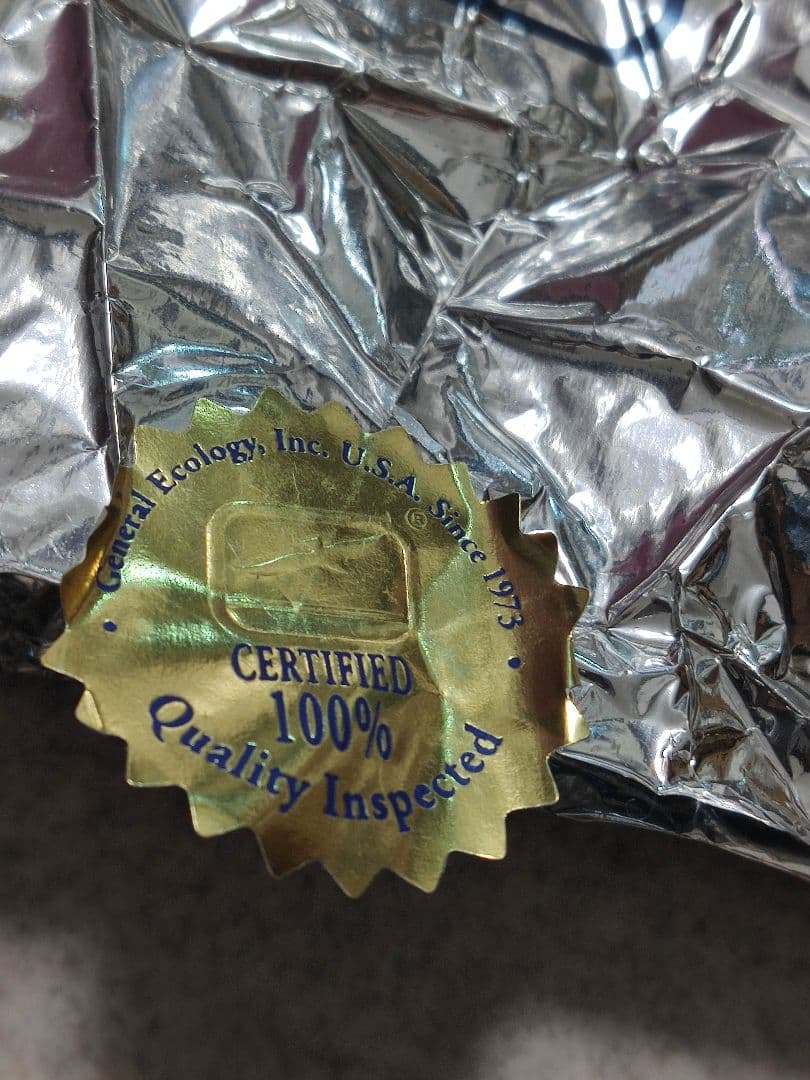 • General Ecology, Inc. U.S.A. Since 1973 •
®
CERTIFIED
100%
Quality Inspected